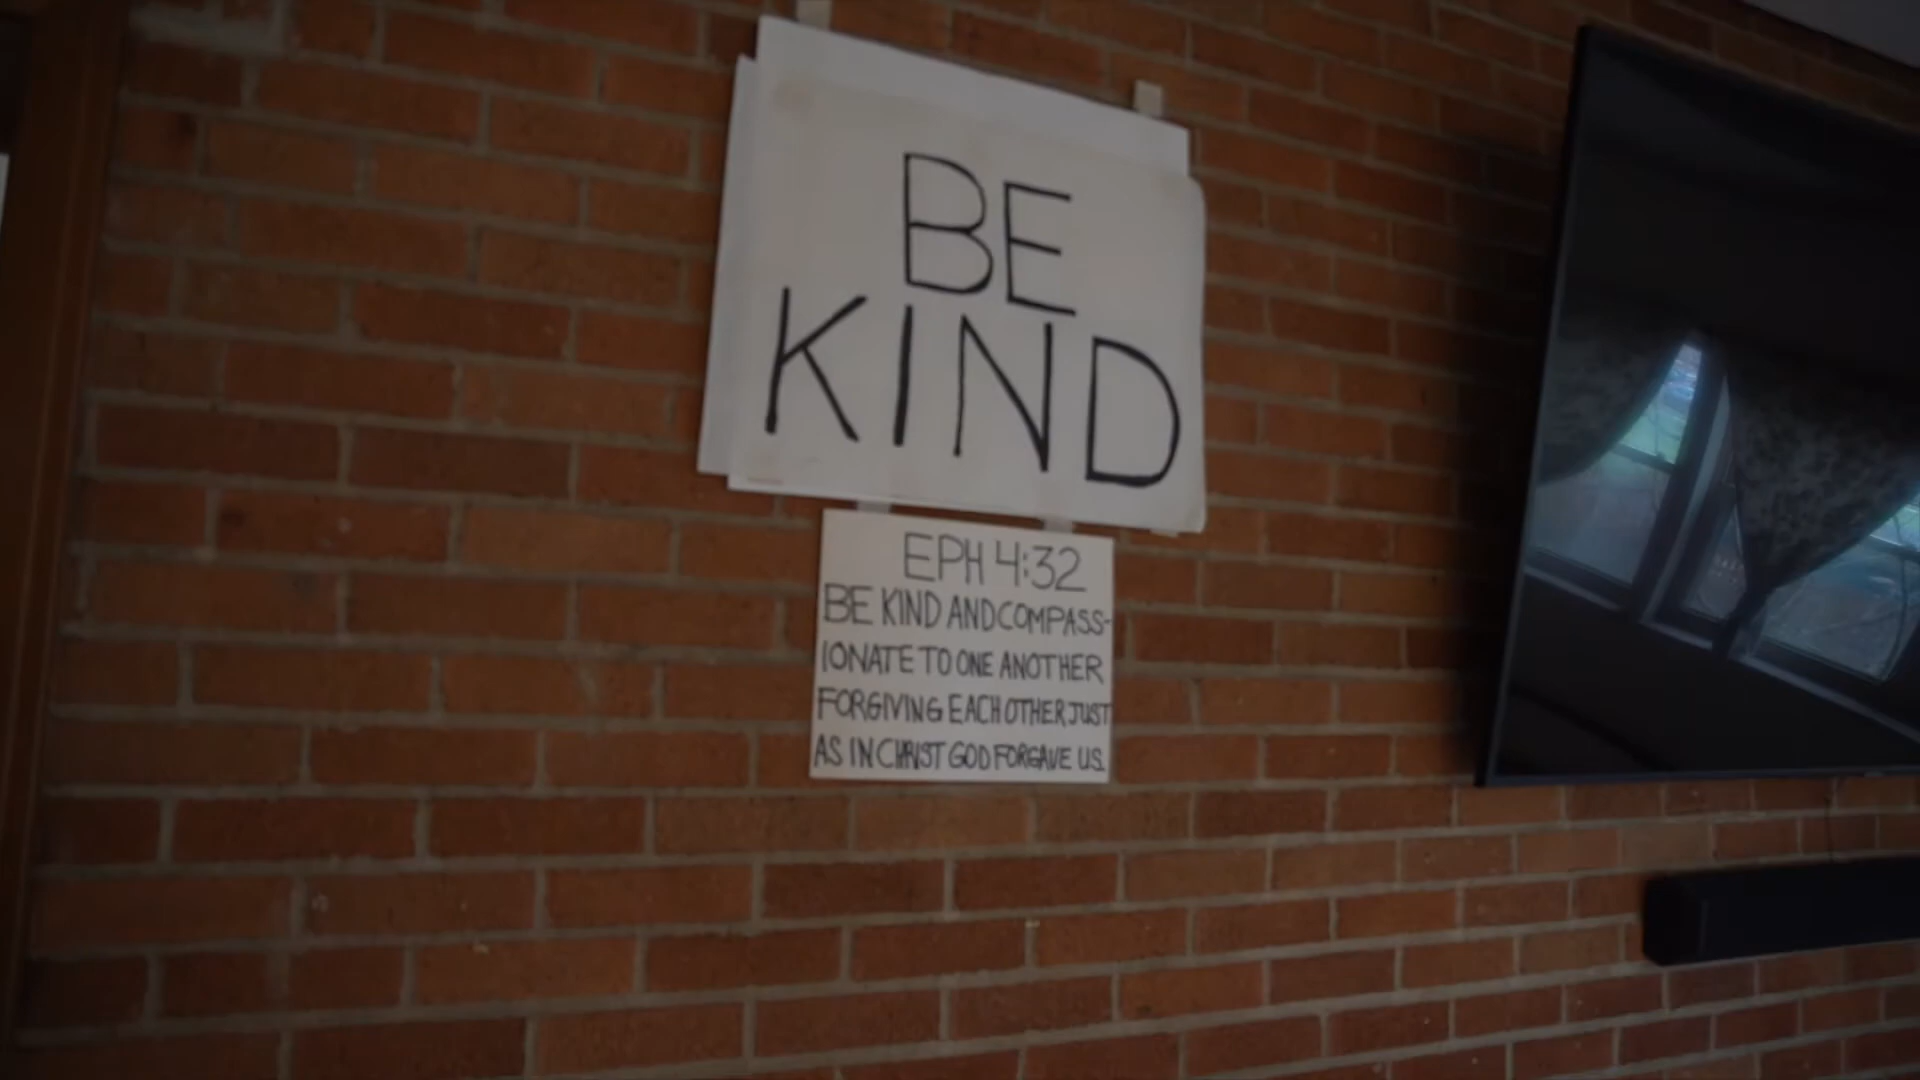 BE
KIND
EPH 4:32
BE KIND AND COMPASS-
IONATE TO ONE ANOTHER
FORGIVING EACH OTHER JUST
AS IN CHRIST GOD FORGAVE US.